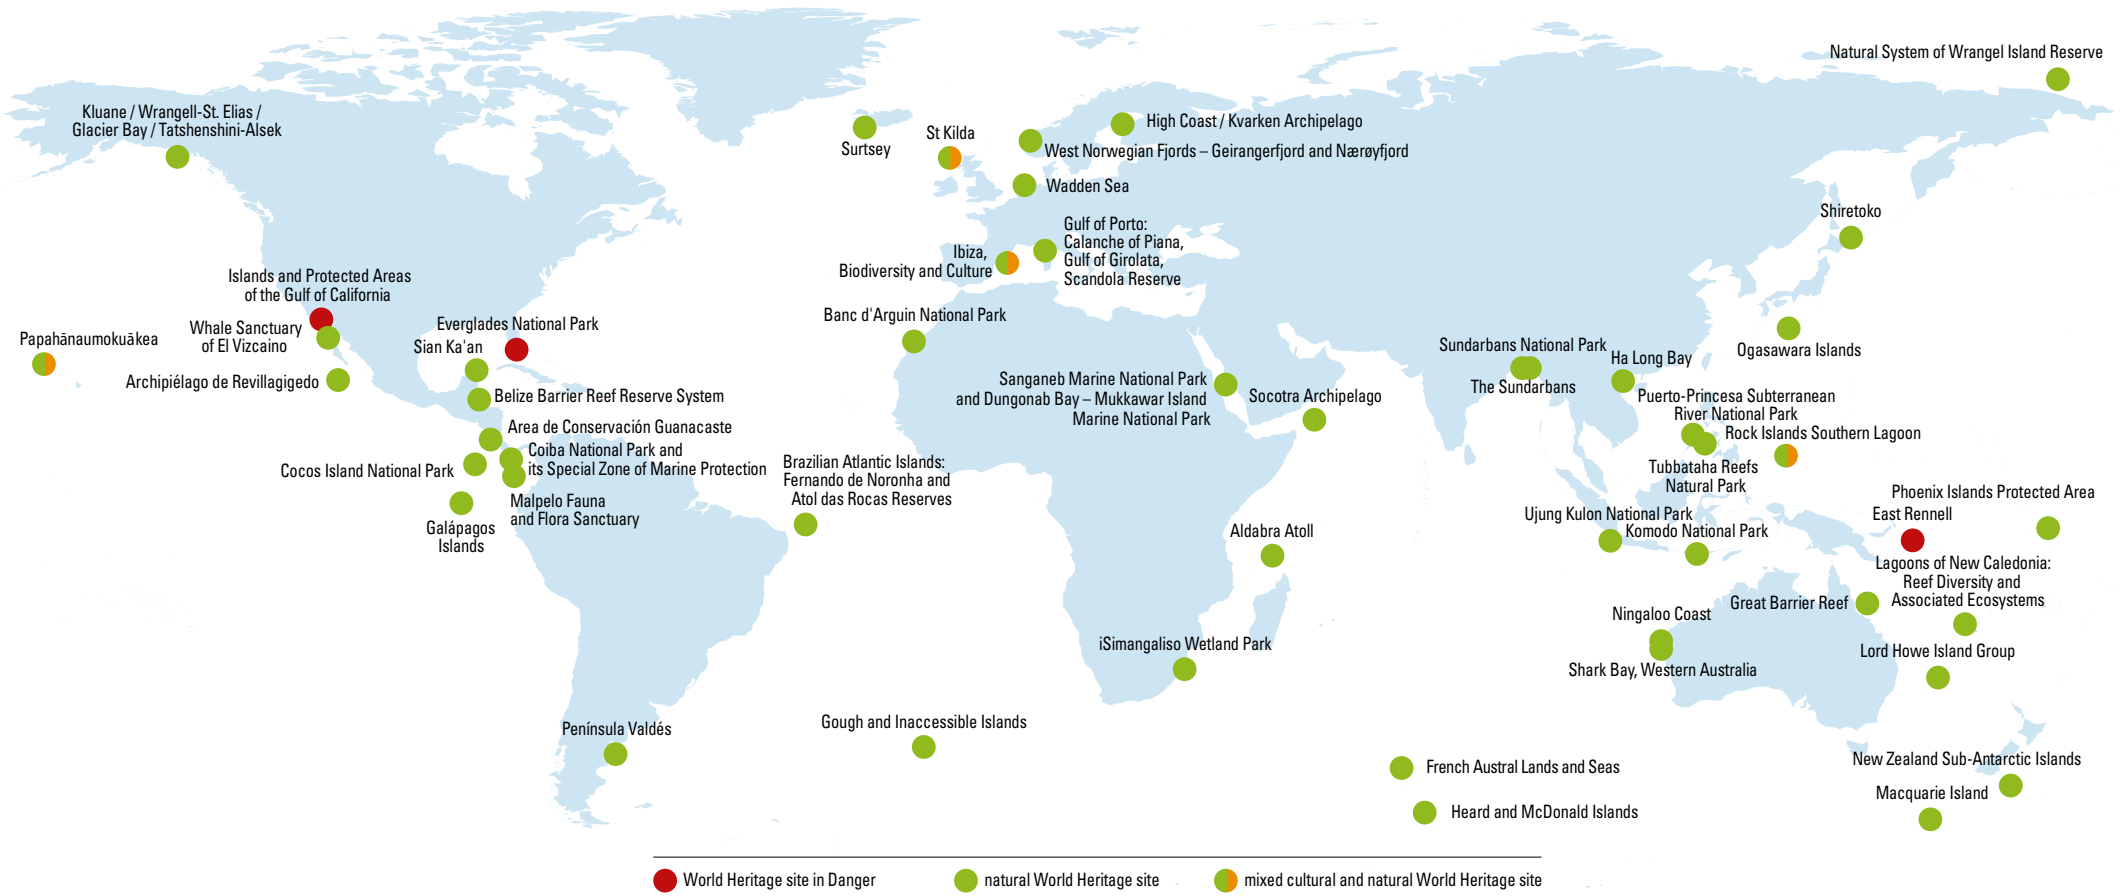 Natural System of Wrangel Island Reserve
Kluane / Wrangell-St. Elias /
Glacier Bay / Tatshenshini-Alsek
Surtsey
St Kilda
High Coast / Kvarken Archipelago
West Norwegian Fjords – Geirangerfjord and Nærøyfjord
Wadden Sea
Shiretoko
Gulf of Porto:
Calanche of Piana,
Gulf of Girolata,
Scandola Reserve
Ibiza,
Biodiversity and Culture
Islands and Protected Areas
of the Gulf of California
Whale Sanctuary
of El Vizcaino
Papahānaumokuākea
Archipiélago de Revillagigedo
Everglades National Park
Sian Ka'an
Belize Barrier Reef Reserve System
Area de Conservación Guanacaste
Coiba National Park and
its Special Zone of Marine Protection
Cocos Island National Park
Malpelo Fauna
and Flora Sanctuary
Galápagos
Islands
Banc d'Arguin National Park
Sanganeb Marine National Park
and Dungonab Bay – Mukkawar Island
Marine National Park
Socotra Archipelago
Brazilian Atlantic Islands:
Fernando de Noronha and
Atol das Rocas Reserves
Sundarbans National Park
The Sundarbans
Ha Long Bay
Ogasawara Islands
Puerto-Princesa Subterranean
River National Park
Rock Islands Southern Lagoon
Tubbataha Reefs
Natural Park
Phoenix Islands Protected Area
East Rennell
Ujung Kulon National Park
Komodo National Park
Aldabra Atoll
Lagoons of New Caledonia:
Reef Diversity and
Associated Ecosystems
Great Barrier Reef
Ningaloo Coast
Shark Bay, Western Australia
Lord Howe Island Group
iSimangaliso Wetland Park
Península Valdés
Gough and Inaccessible Islands
French Austral Lands and Seas
Heard and McDonald Islands
New Zealand Sub-Antarctic Islands
Macquarie Island
World Heritage site in Danger
natural World Heritage site
mixed cultural and natural World Heritage site